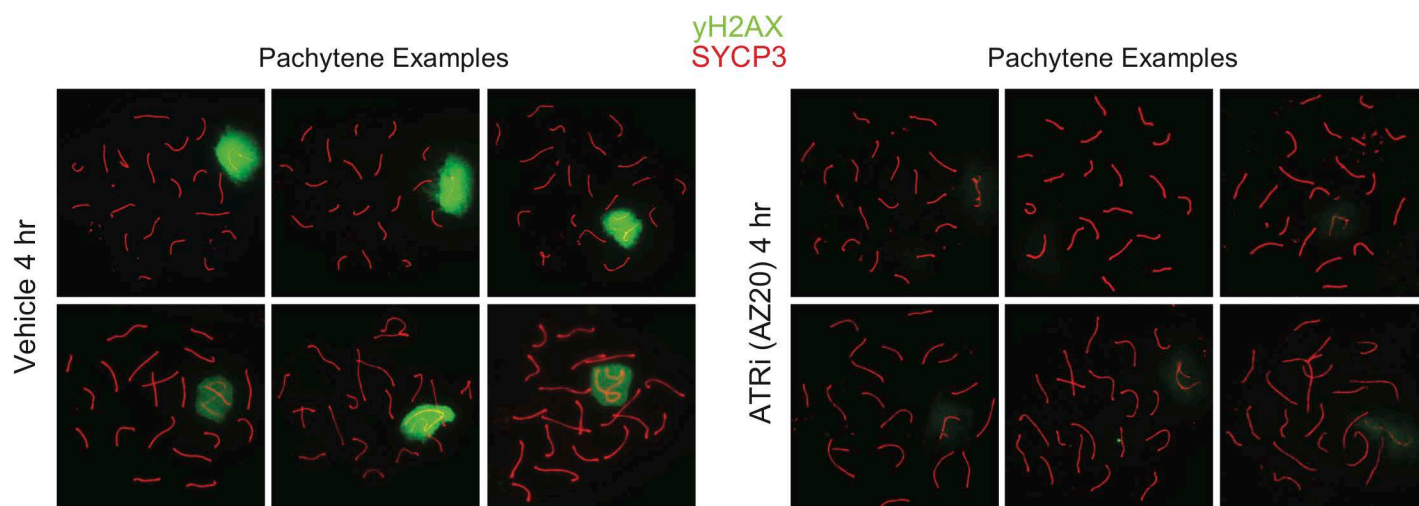 yH2AX
SYCP3
Pachytene Examples
Pachytene Examples
Vehicle 4 hr
ATRi (AZ20) 4 hr